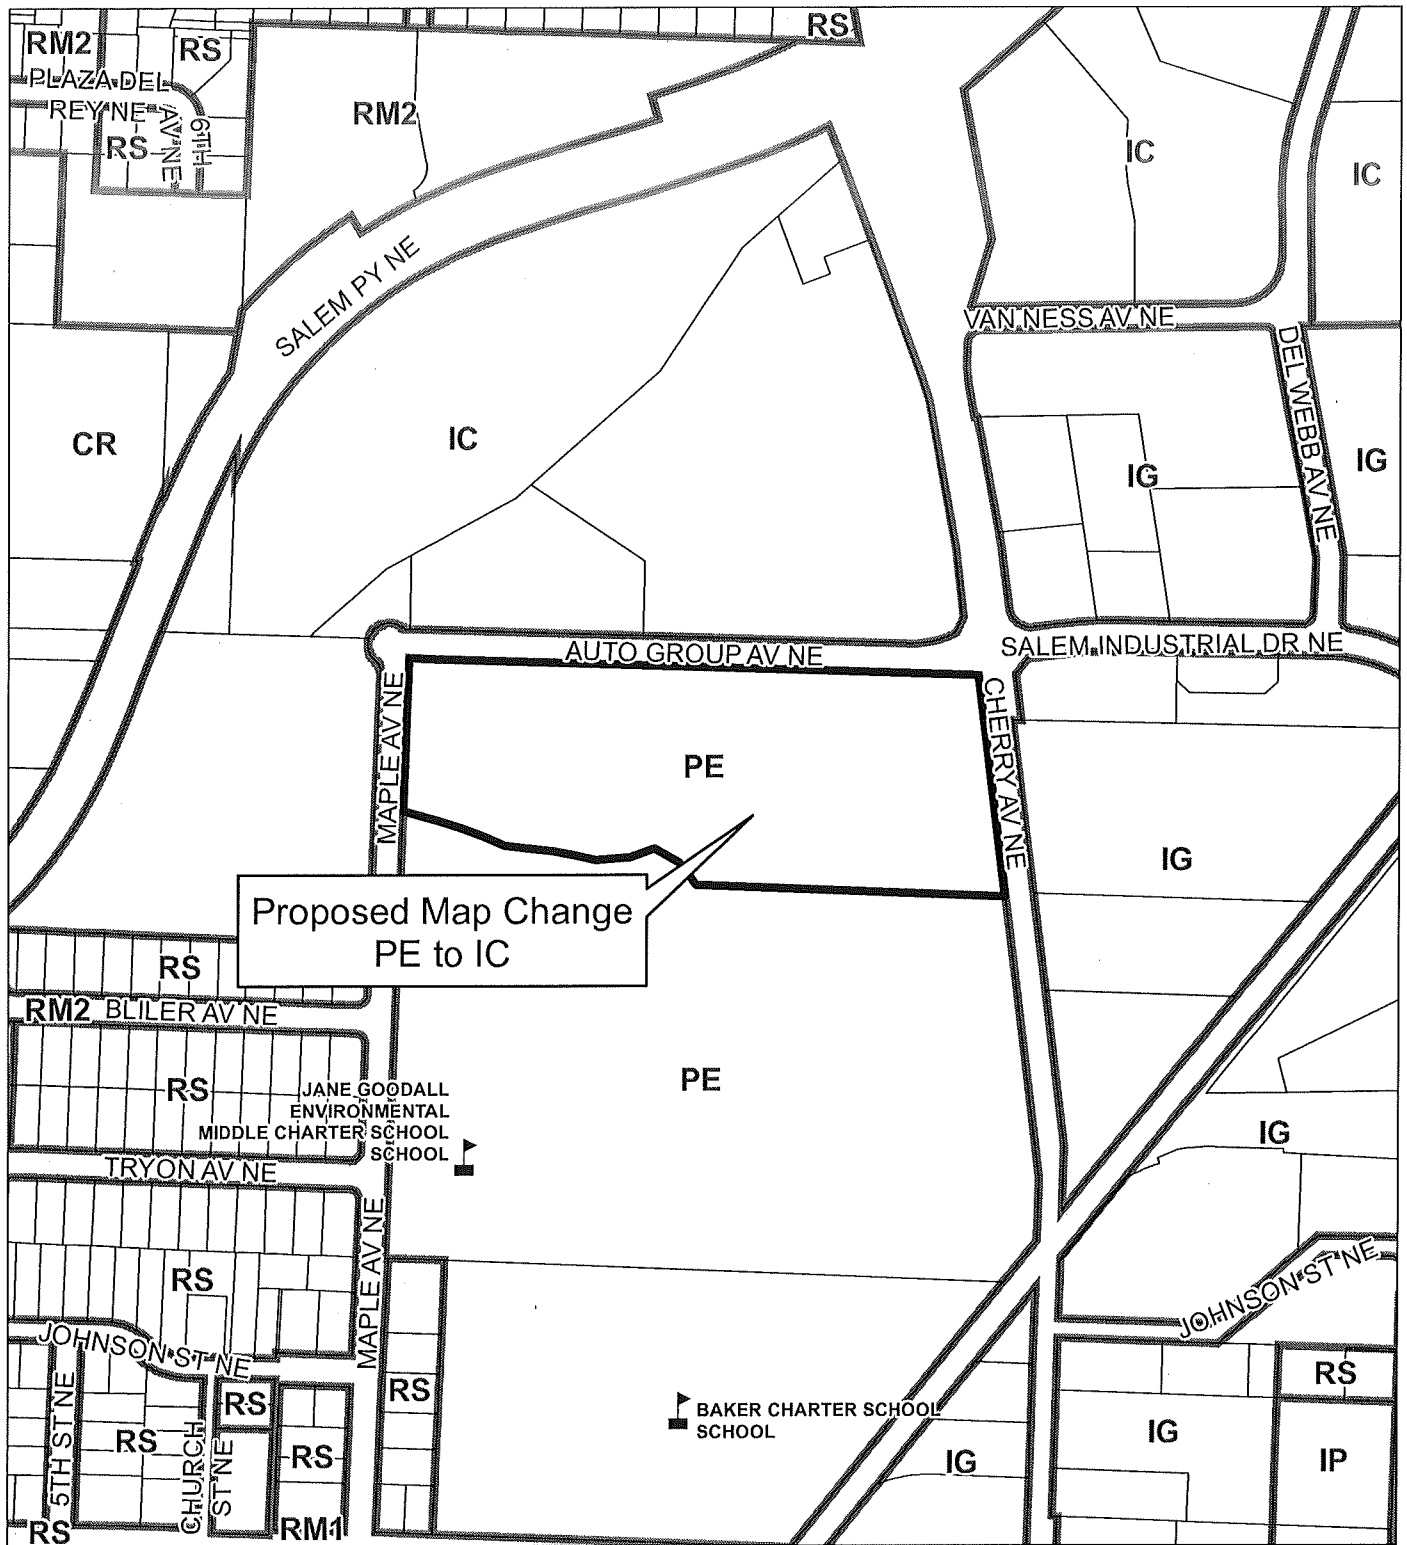 RM2
RS
RS
PLAZA DEL
REY NE
6TH
AV NE
RS
RM2
IC
IC
SALEM PY NE
VAN NESS AV NE
DEL WEBB AV NE
CR
IC
IG
IG
AUTO GROUP AV NE
SALEM INDUSTRIAL DR NE
MAPLE AV NE
PE
CHERRY AV NE
IG
Proposed Map Change
PE to IC
RS
RM2
BLILER AV NE
RS
JANE GOODALL
ENVIRONMENTAL
MIDDLE CHARTER SCHOOL
SCHOOL
PE
IG
TRYON AV NE
MAPLE AV NE
RS
JOHNSON ST NE
JOHNSON ST NE
5TH ST NE
RS
CHURCH
ST NE
RS
RS
RS
BAKER CHARTER SCHOOL
SCHOOL
RS
IG
IG
IP
RS
RM1